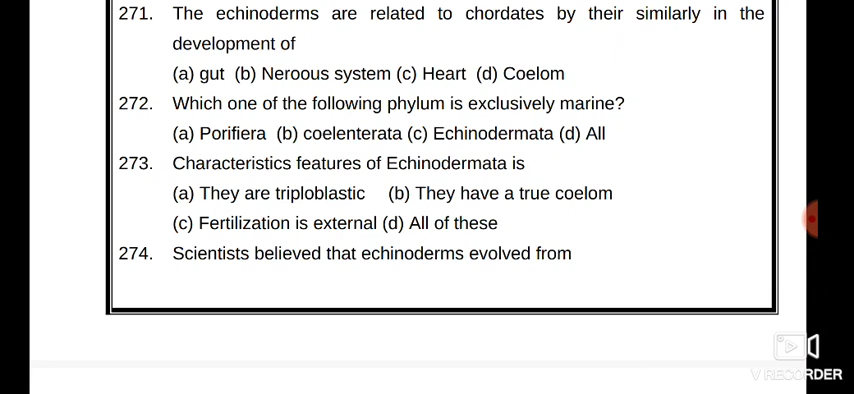 271. The echinoderms are related to chordates by their similarly in the
development of
(a) gut (b) Neroous system (c) Heart (d) Coelom
272. Which one of the following phylum is exclusively marine?
(a) Porifiera (b) coelenterata (c) Echinodermata (d) All
273. Characteristics features of Echinodermata is
(a) They are triploblastic (b) They have a true coelom
(c) Fertilization is external (d) All of these
274. Scientists believed that echinoderms evolved from
V RECORDER